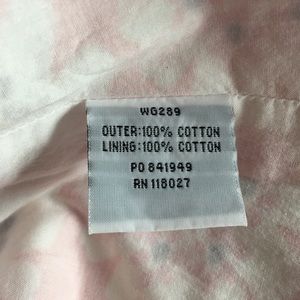 WG289
OUTER:100% COTTON
LINING:100% COTTON
PO 841949
RN 118027